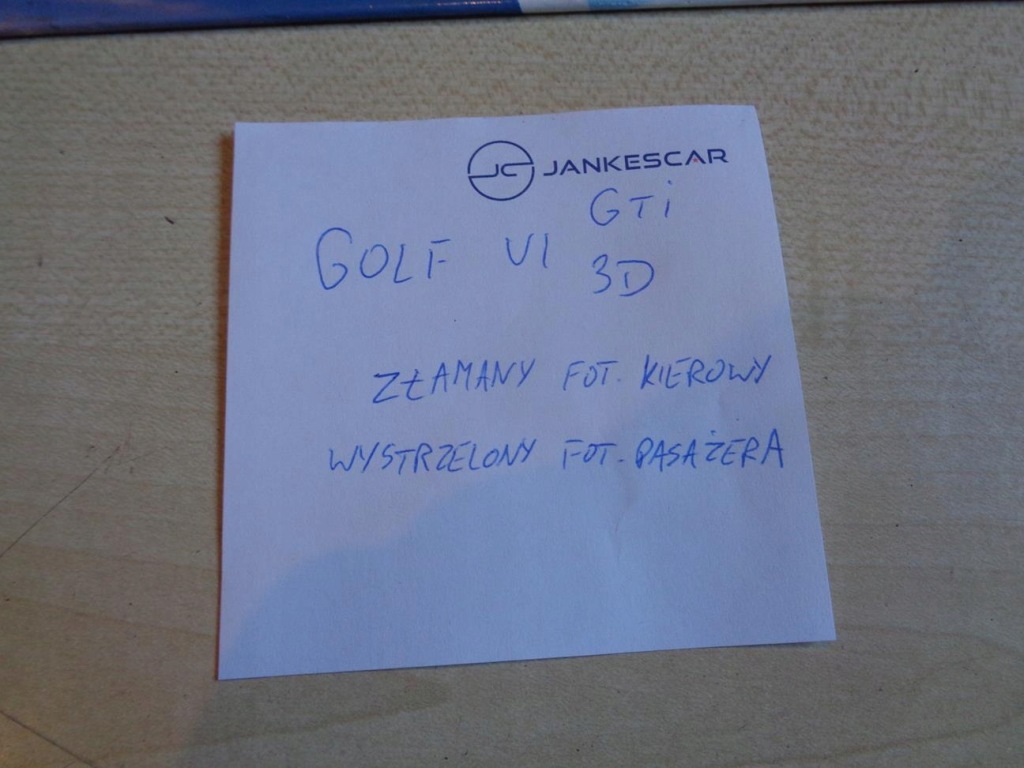 JC JANKESCAR
GTi
GOLF VI
3D
ZŁAMANY FOT. KIEROWY
WYSTRZELONY FOT. PASAŻERA